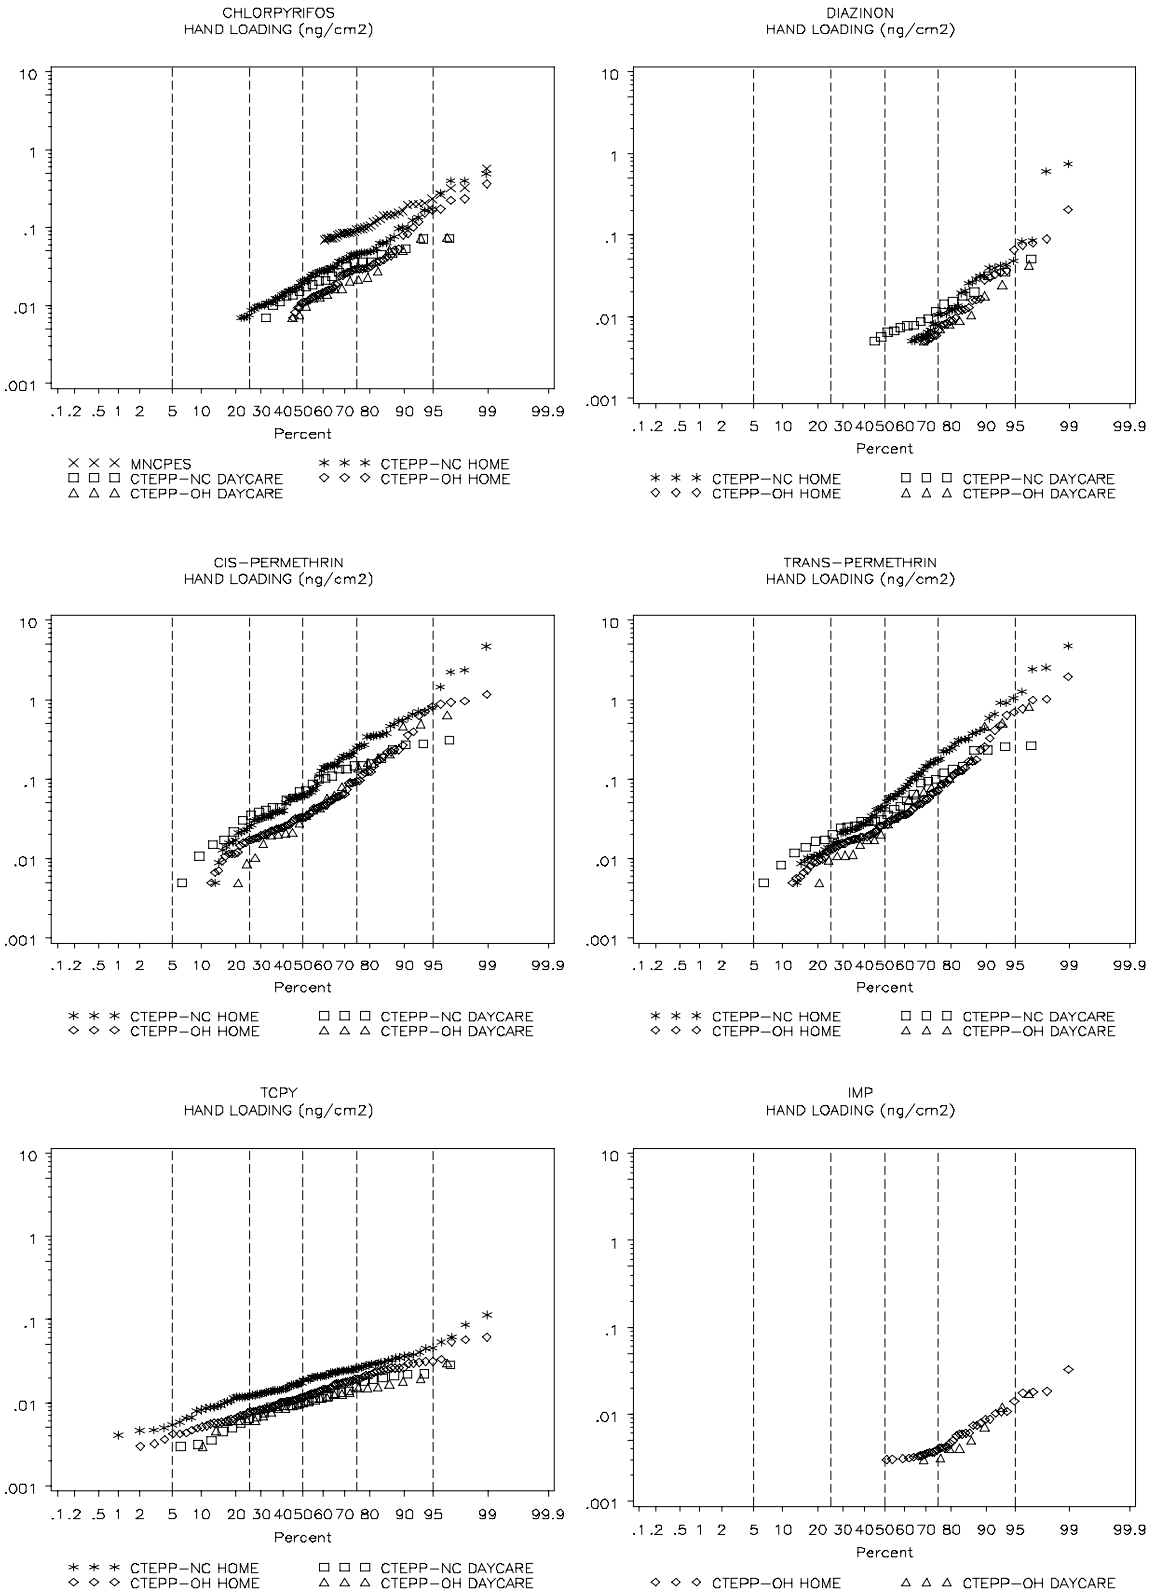 CHLORPYRIFOS
HAND LOADING (ng/cm2)
10
1
.1
.01
.001
.1 .2 .5 1 2 5 10 20 30 40 50 60 70 80 90 95 99 99.9
Percent
× × × MNCPES
* * * CTEPP-NC HOME
□ □ □ CTEPP-NC DAYCARE
◇ ◇ ◇ CTEPP-OH HOME
△ △ △ CTEPP-OH DAYCARE
DIAZINON
HAND LOADING (ng/cm2)
10
1
.1
.01
.001
.1 .2 .5 1 2 5 10 20 30 40 50 60 70 80 90 95 99 99.9
Percent
* * * CTEPP-NC HOME
□ □ □ CTEPP-NC DAYCARE
◇ ◇ ◇ CTEPP-OH HOME
△ △ △ CTEPP-OH DAYCARE
CIS-PERMETHRIN
HAND LOADING (ng/cm2)
10
1
.1
.01
.001
.1 .2 .5 1 2 5 10 20 30 40 50 60 70 80 90 95 99 99.9
Percent
* * * CTEPP-NC HOME
□ □ □ CTEPP-NC DAYCARE
◇ ◇ ◇ CTEPP-OH HOME
△ △ △ CTEPP-OH DAYCARE
TRANS-PERMETHRIN
HAND LOADING (ng/cm2)
10
1
.1
.01
.001
.1 .2 .5 1 2 5 10 20 30 40 50 60 70 80 90 95 99 99.9
Percent
* * * CTEPP-NC HOME
□ □ □ CTEPP-NC DAYCARE
◇ ◇ ◇ CTEPP-OH HOME
△ △ △ CTEPP-OH DAYCARE
TCPY
HAND LOADING (ng/cm2)
10
1
.1
.01
.001
.1 .2 .5 1 2 5 10 20 30 40 50 60 70 80 90 95 99 99.9
Percent
* * * CTEPP-NC HOME
□ □ □ CTEPP-NC DAYCARE
◇ ◇ ◇ CTEPP-OH HOME
△ △ △ CTEPP-OH DAYCARE
IMP
HAND LOADING (ng/cm2)
10
1
.1
.01
.001
.1 .2 .5 1 2 5 10 20 30 40 50 60 70 80 90 95 99 99.9
Percent
◇ ◇ ◇ CTEPP-OH HOME
△ △ △ CTEPP-OH DAYCARE